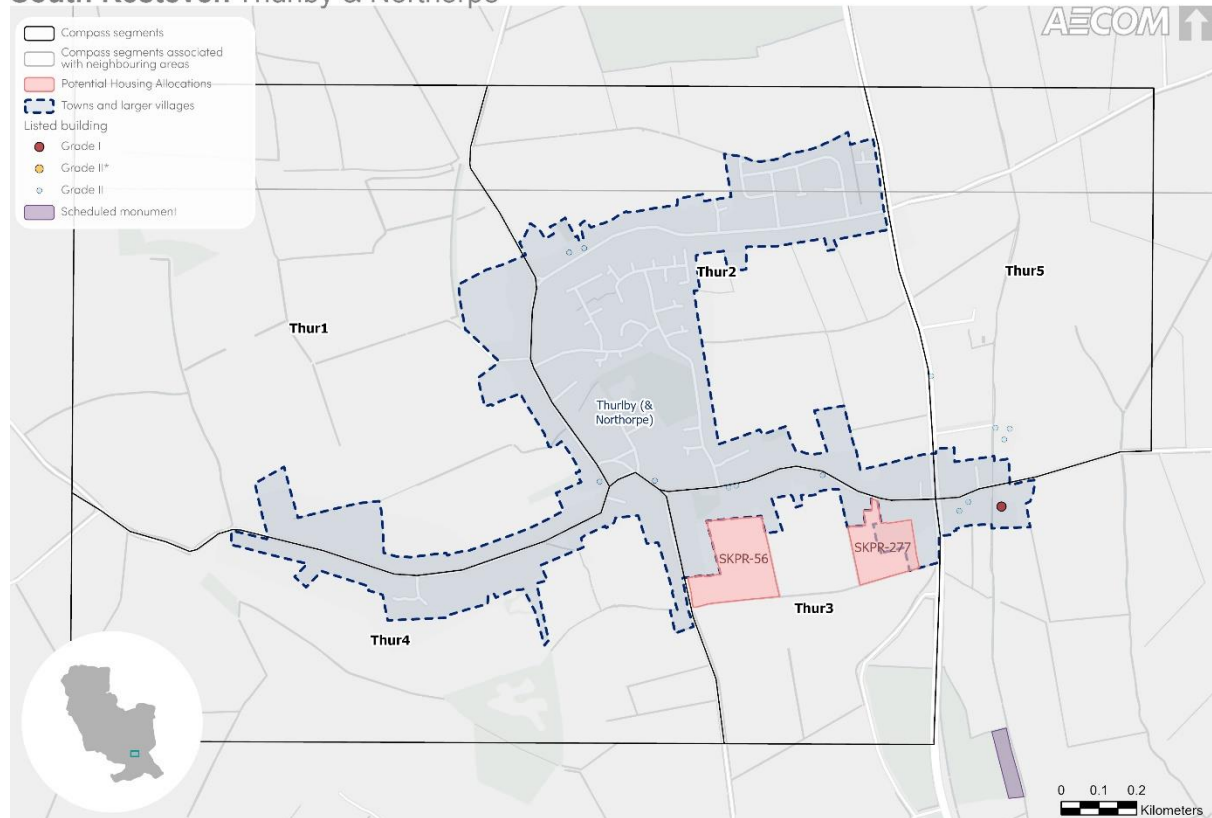 South Kesteven Thurlby & Northorpe
AECOM
Compass segments
Compass segments associated
with neighbouring areas
Potential Housing Allocations
Towns and larger villages
Listed building
Grade I
Grade II*
Grade II
Scheduled monument
Thur2
Thur5
Thur1
Thurlby (&
Northorpe)
SKPR-56
SKPR-277
Thur3
Thur4
0 0.1 0.2
Kilometers